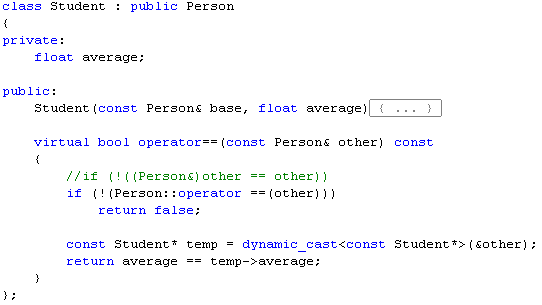 class Student : public Person
{
private:
    float average;

public:
    Student(const Person& base, float average){ ... }

    virtual bool operator==(const Person& other) const
    {
        //if (!((Person&)other == other))
        if (!(Person::operator ==(other)))
            return false;

        const Student* temp = dynamic_cast<const Student*>(&other);
        return average == temp->average;
    }
};